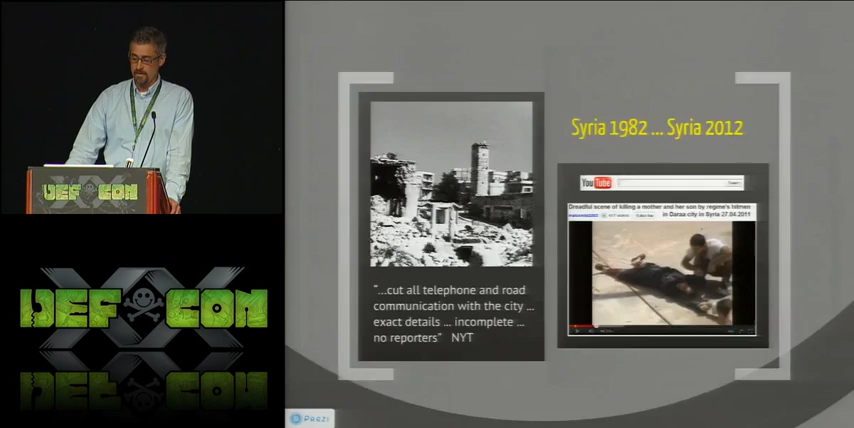 DEF CON
DEF CON
Syria 1982 ... Syria 2012
"...cut all telephone and road
communication with the city ...
exact details ... incomplete ...
no reporters" NYT
YouTube
Dreadful scene of killing a mother and her son by regime's hitmen
in Daraa city in Syria 27.04.2011
PREZI